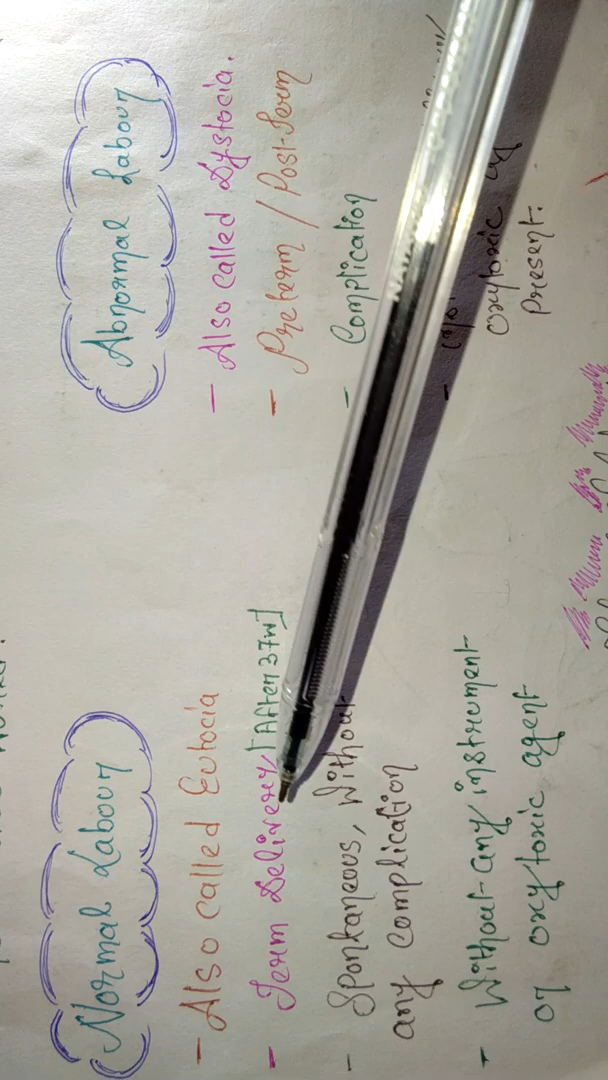 Normal Labour
- Also called Eutocia
- Term Delivery [After 37w]
- Spontaneous, Without
any complication
- Without any instrument
or oxytoxic agent
Abnormal Labour
- Also called Dystocia.
- Preterm / Post-term
- Complication
- oxytoxic
Present.